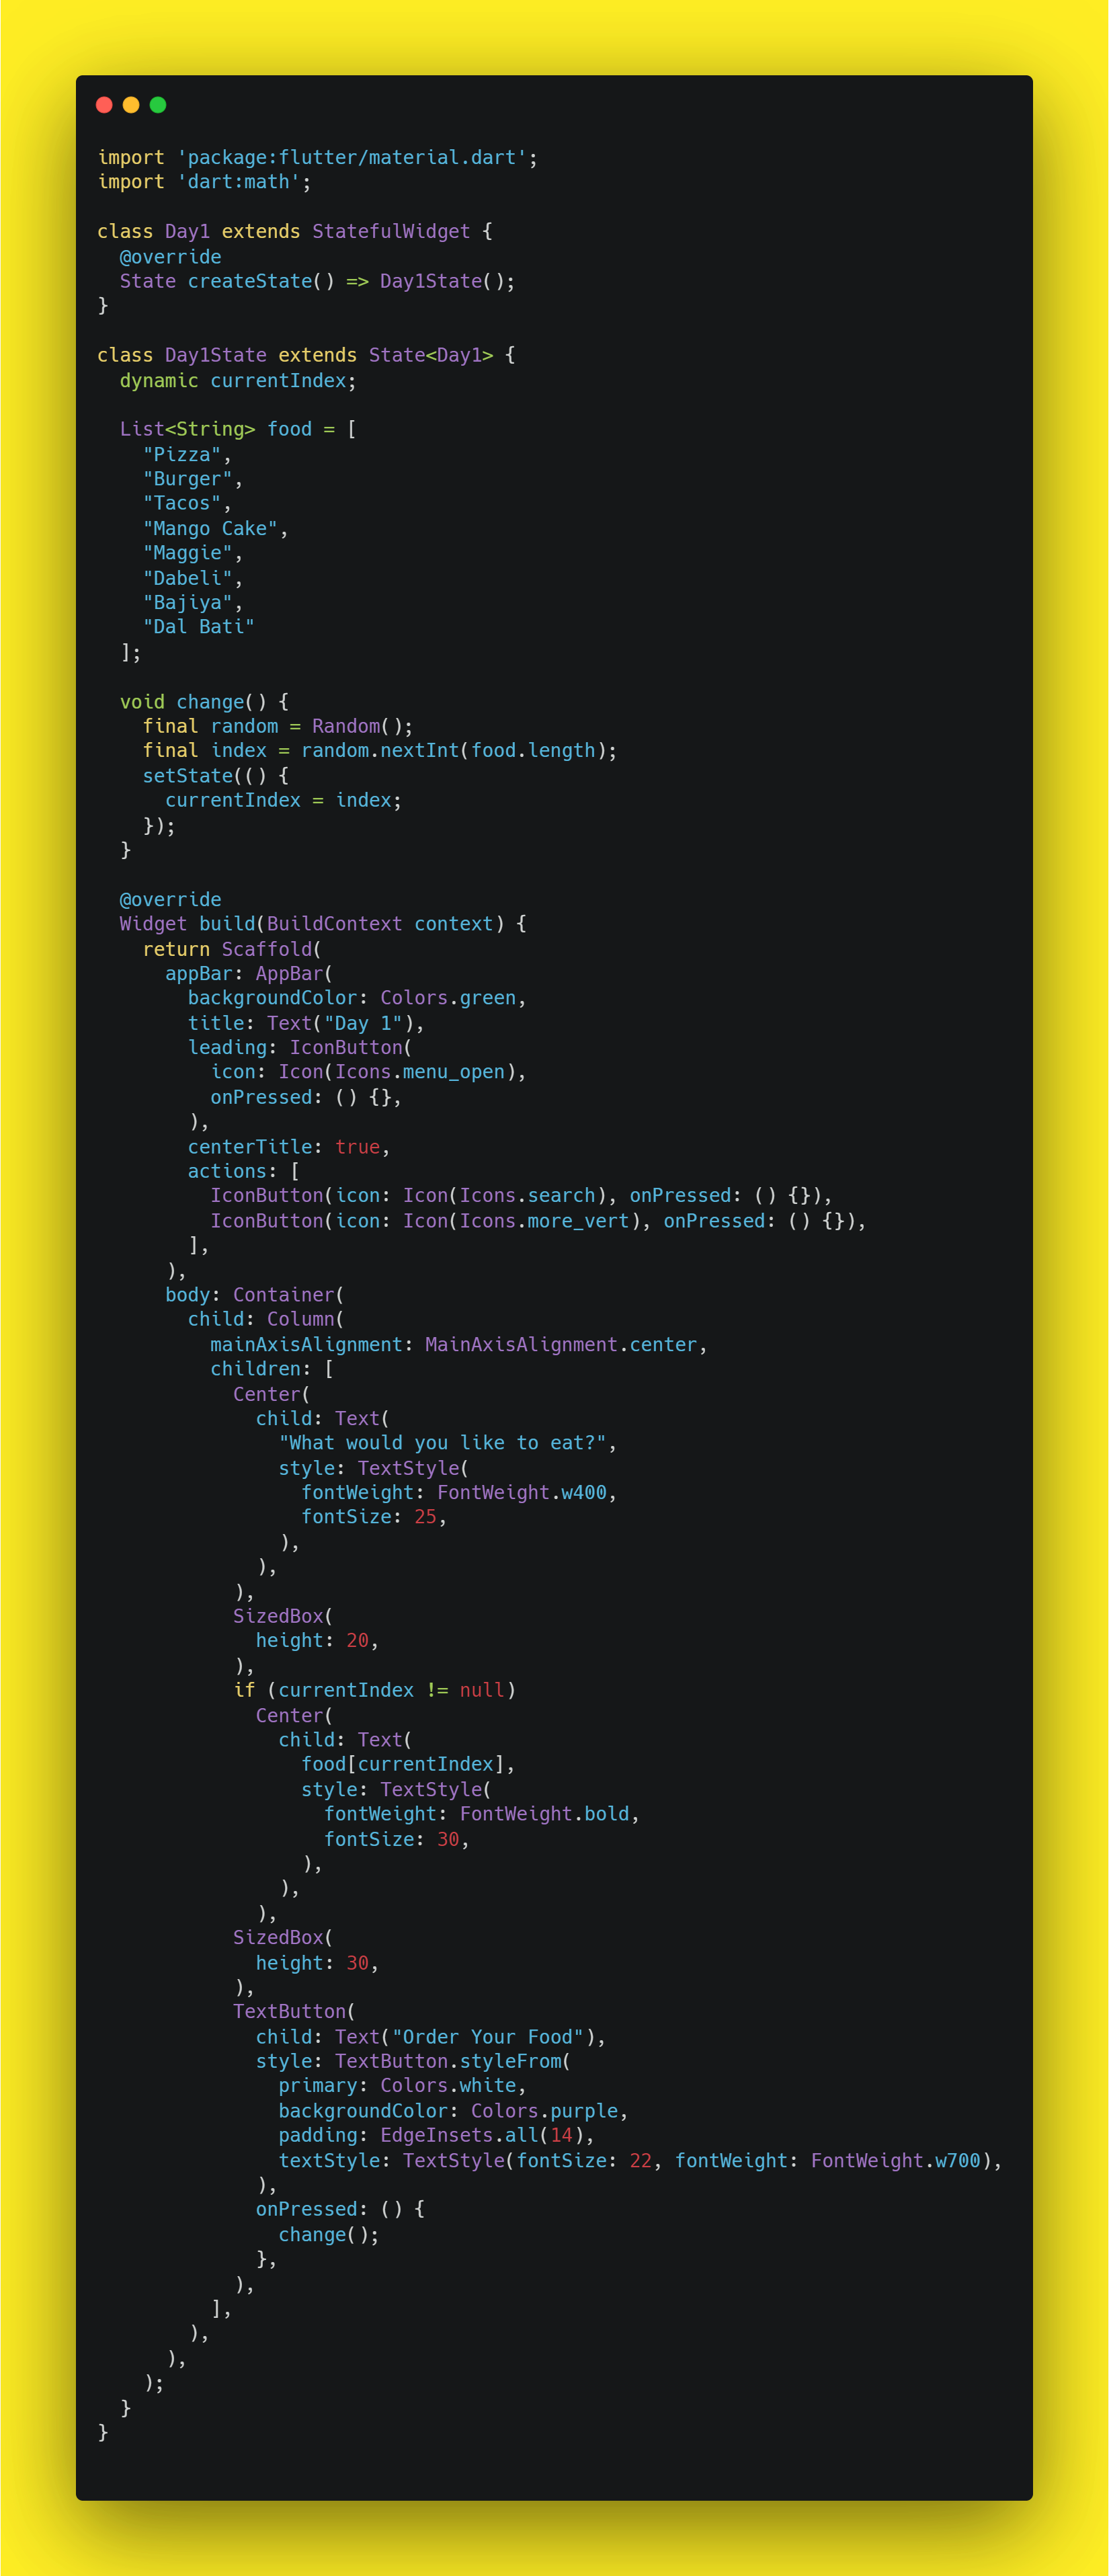 import 'package:flutter/material.dart';
import 'dart:math';

class Day1 extends StatefulWidget {
  @override
  State createState() => Day1State();
}

class Day1State extends State<Day1> {
  dynamic currentIndex;

  List<String> food = [
    "Pizza",
    "Burger",
    "Tacos",
    "Mango Cake",
    "Maggie",
    "Dabeli",
    "Bajiya",
    "Dal Bati"
  ];

  void change() {
    final random = Random();
    final index = random.nextInt(food.length);
    setState(() {
      currentIndex = index;
    });
  }

  @override
  Widget build(BuildContext context) {
    return Scaffold(
      appBar: AppBar(
        backgroundColor: Colors.green,
        title: Text("Day 1"),
        leading: IconButton(
          icon: Icon(Icons.menu_open),
          onPressed: () {},
        ),
        centerTitle: true,
        actions: [
          IconButton(icon: Icon(Icons.search), onPressed: () {}),
          IconButton(icon: Icon(Icons.more_vert), onPressed: () {}),
        ],
      ),
      body: Container(
        child: Column(
          mainAxisAlignment: MainAxisAlignment.center,
          children: [
            Center(
              child: Text(
                "What would you like to eat?",
                style: TextStyle(
                  fontWeight: FontWeight.w400,
                  fontSize: 25,
                ),
              ),
            ),
            SizedBox(
              height: 20,
            ),
            if (currentIndex != null)
              Center(
                child: Text(
                  food[currentIndex],
                  style: TextStyle(
                    fontWeight: FontWeight.bold,
                    fontSize: 30,
                  ),
                ),
              ),
            SizedBox(
              height: 30,
            ),
            TextButton(
              child: Text("Order Your Food"),
              style: TextButton.styleFrom(
                primary: Colors.white,
                backgroundColor: Colors.purple,
                padding: EdgeInsets.all(14),
                textStyle: TextStyle(fontSize: 22, fontWeight: FontWeight.w700),
              ),
              onPressed: () {
                change();
              },
            ),
          ],
        ),
      ),
    );
  }
}